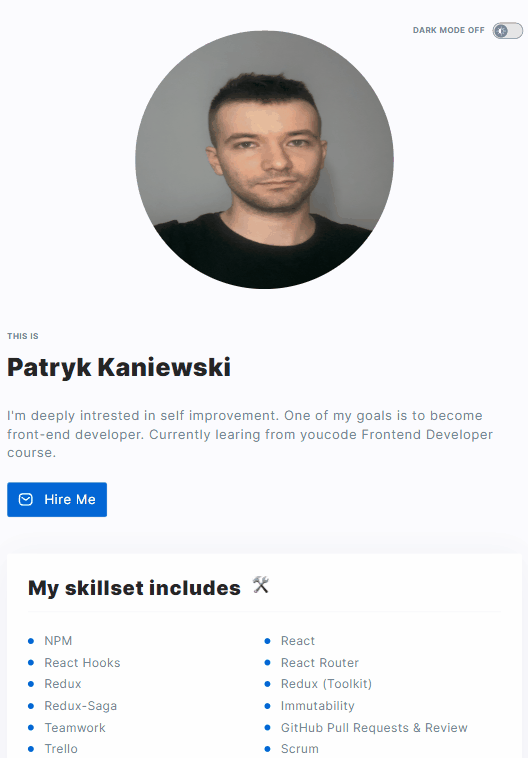 DARK MODE OFF
THIS IS
Patryk Kaniewski
I'm deeply intrested in self improvement. One of my goals is to become
front-end developer. Currently learing from youcode Frontend Developer
course.
Hire Me
My skillset includes 🛠
NPM
React
React Hooks
React Router
Redux
Redux (Toolkit)
Redux-Saga
Immutability
Teamwork
GitHub Pull Requests & Review
Trello
Scrum